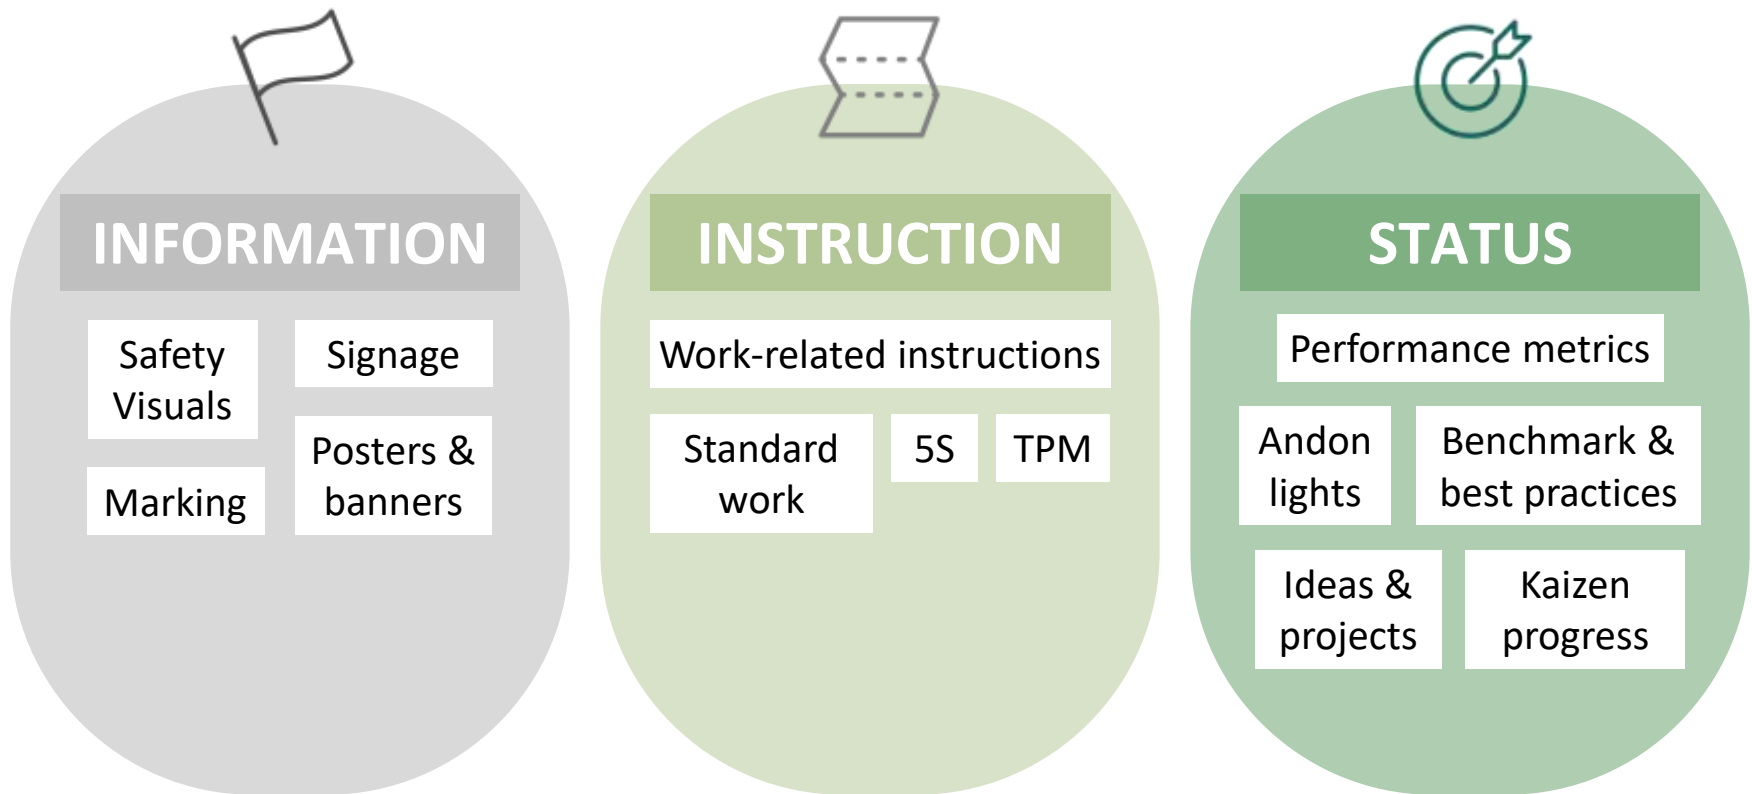 INFORMATION
Safety
Visuals
Signage
Marking
Posters &
banners
INSTRUCTION
Work-related instructions
Standard
work
5S
TPM
STATUS
Performance metrics
Andon
lights
Benchmark &
best practices
Ideas &
projects
Kaizen
progress